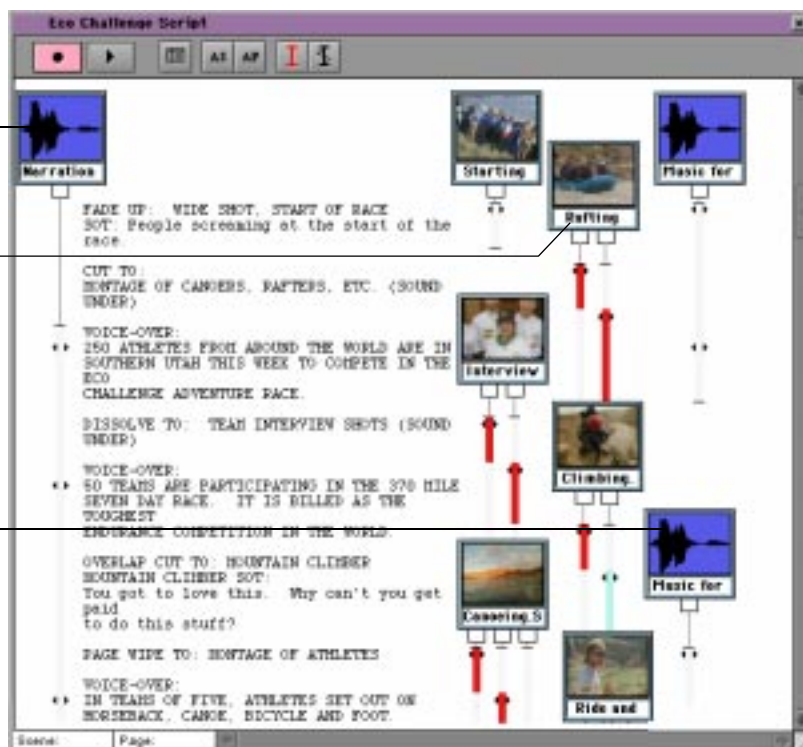 Eco Challenge Script
AS AF
Narration
Starting
Rafting
Music for
FADE UP: WIDE SHOT, START OF RACE
SOT: People screaming at the start of the
race.
CUT TO:
MONTAGE OF CANOERS, RAFTERS, ETC. (SOUND
UNDER)
VOICE-OVER:
250 ATHLETES FROM AROUND THE WORLD ARE IN
SOUTHERN UTAH THIS WEEK TO COMPETE IN THE
ECO
CHALLENGE ADVENTURE RACE.
Interview
DISSOLVE TO: TEAM INTERVIEW SHOTS (SOUND
UNDER)
VOICE-OVER:
50 TEAMS ARE PARTICIPATING IN THE 370 MILE
SEVEN DAY RACE. IT IS BILLED AS THE
TOUGHEST
ENDURANCE COMPETITION IN THE WORLD.
Climbing.
OVERLAP CUT TO: MOUNTAIN CLIMBER
MOUNTAIN CLIMBER SOT:
You got to love this. Why can't you get
paid
to do this stuff?
Music for
Canoeing.S
PAGE WIPE TO: MONTAGE OF ATHLETES
VOICE-OVER:
IN TEAMS OF FIVE, ATHLETES SET OUT ON
HORSEBACK, CANOE, BICYCLE AND FOOT.
Ride and
Scene: Page: